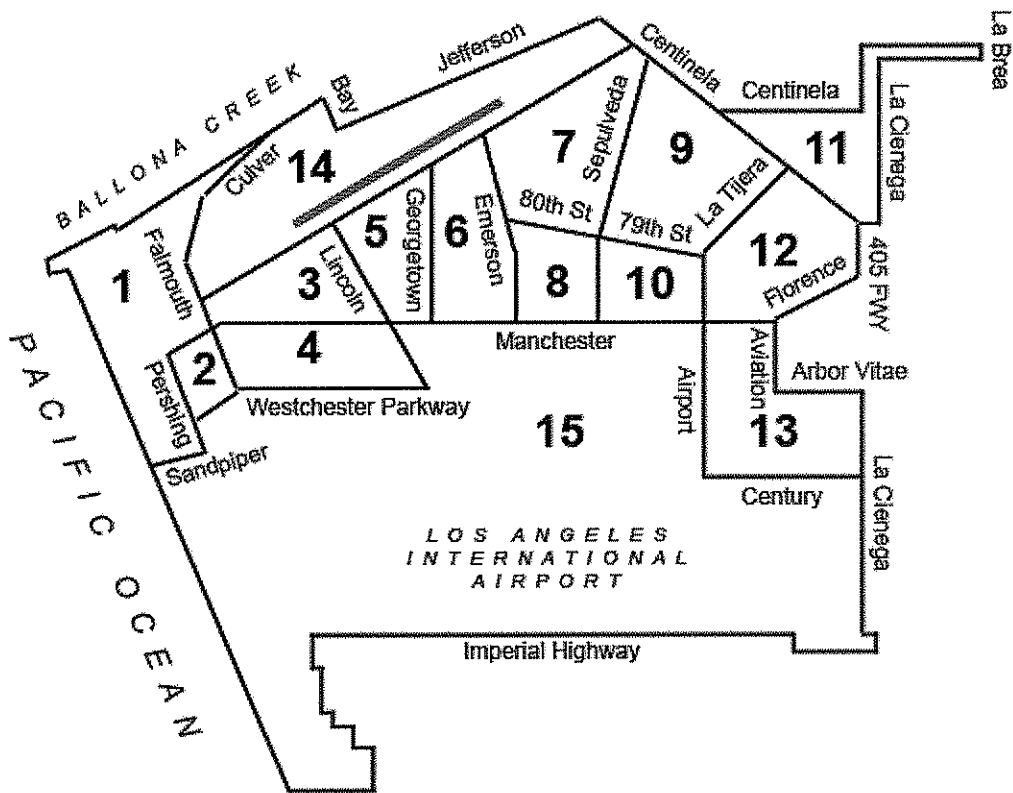 La Brea
Jefferson
Centinela
BALLONA CREEK
Bay
Centinela
La Cienega
Culver
14
7
Sepulveda
9
11
La Tijera
Georgetown
Emerson
80th St
79th St
5
6
12
1
Falmouth
3
Lincoln
8
10
Florence
405 FWY
Manchester
2
4
Pershing
Aviation
Arbor Vitae
Airport
Westchester Parkway
15
13
Sandpiper
PACIFIC OCEAN
Century
La Cienega
LOS ANGELES
INTERNATIONAL
AIRPORT
Imperial Highway